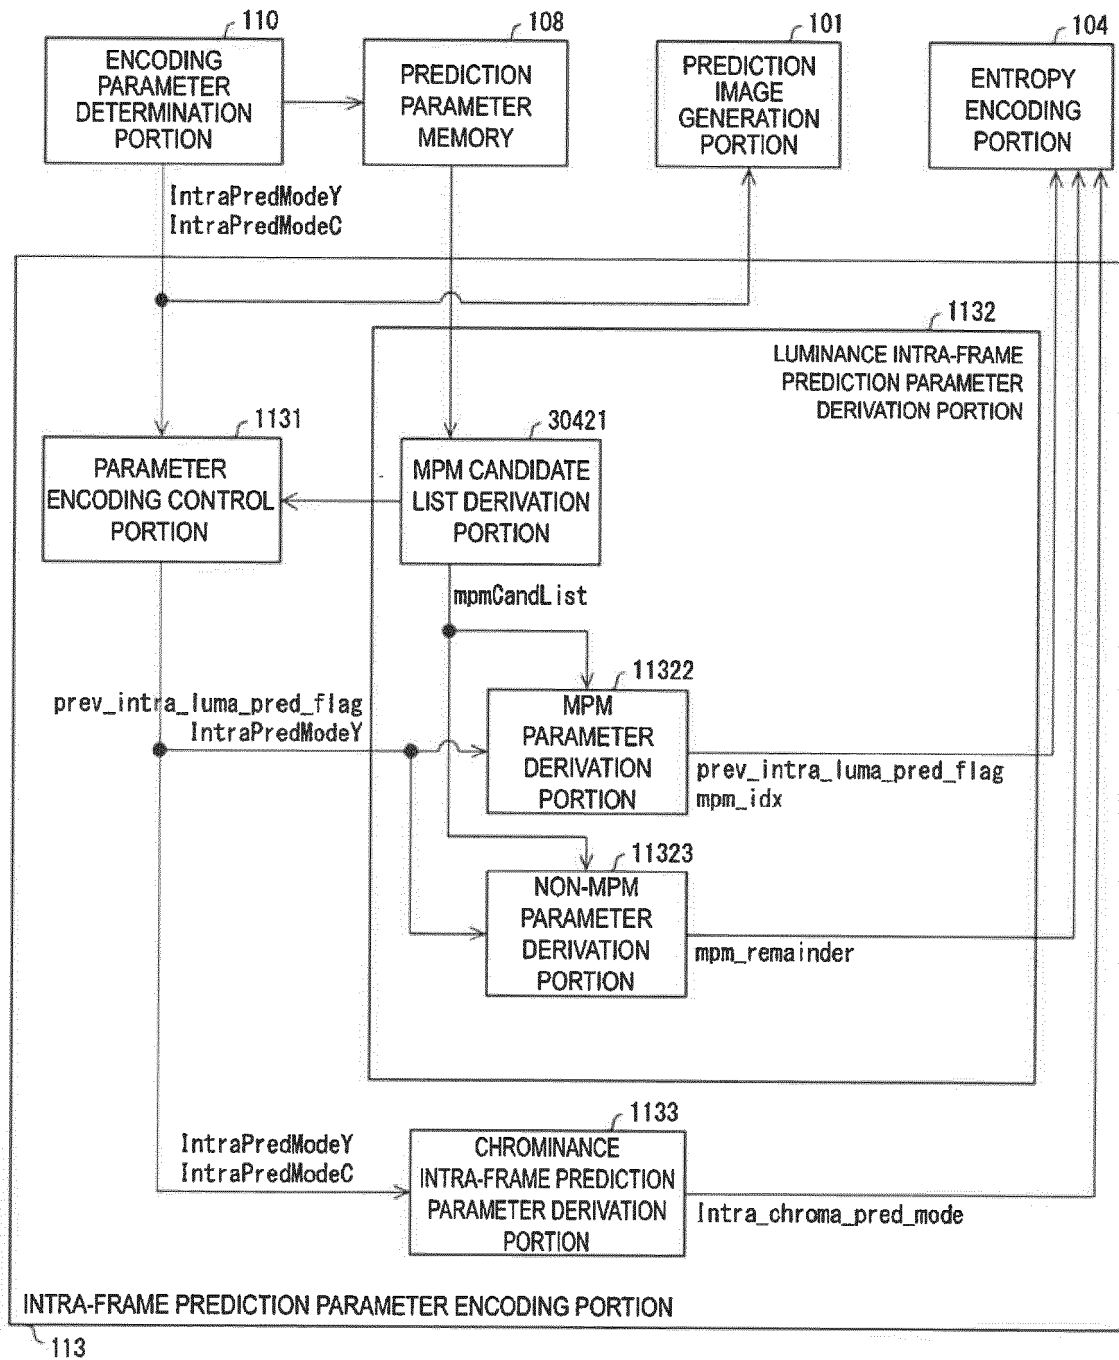 110
108
101
104
ENCODING
PARAMETER
DETERMINATION
PORTION
PREDICTION
PARAMETER
MEMORY
PREDICTION
IMAGE
GENERATION
PORTION
ENTROPY
ENCODING
PORTION
IntraPredModeY
IntraPredModeC
1132
LUMINANCE INTRA-FRAME
PREDICTION PARAMETER
DERIVATION PORTION
1131
PARAMETER
ENCODING CONTROL
PORTION
30421
MPM CANDIDATE
LIST DERIVATION
PORTION
mpmCandList
prev_intra_luma_pred_flag
IntraPredModeY
11322
MPM
PARAMETER
DERIVATION
PORTION
prev_intra_luma_pred_flag
mpm_idx
11323
NON-MPM
PARAMETER
DERIVATION
PORTION
mpm_remainder
IntraPredModeY
IntraPredModeC
1133
CHROMINANCE
INTRA-FRAME PREDICTION
PARAMETER DERIVATION
PORTION
Intra_chroma_pred_mode
INTRA-FRAME PREDICTION PARAMETER ENCODING PORTION
113